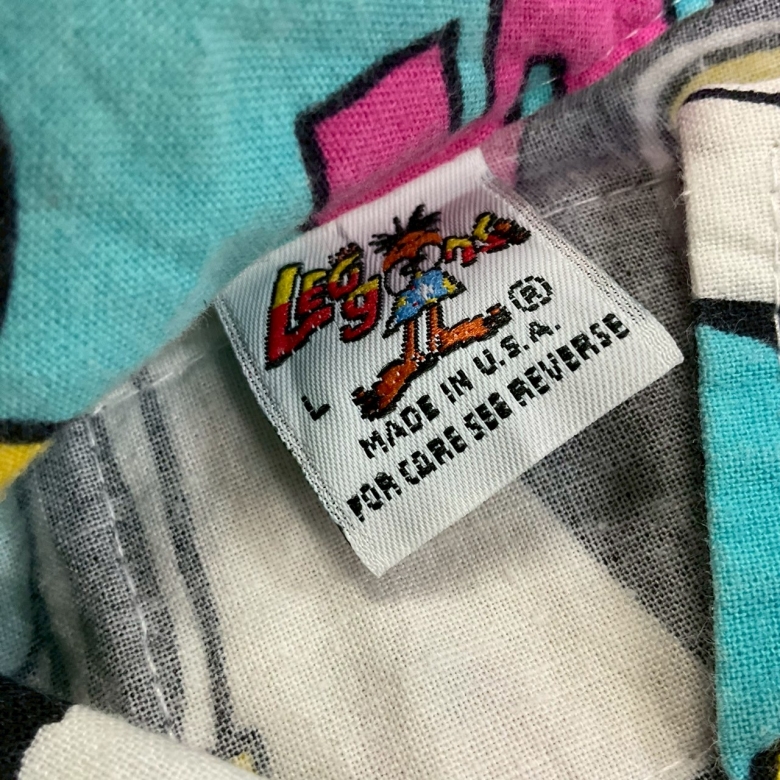 LEGGOONS®
L
MADE IN U.S.A.
FOR CARE SEE REVERSE